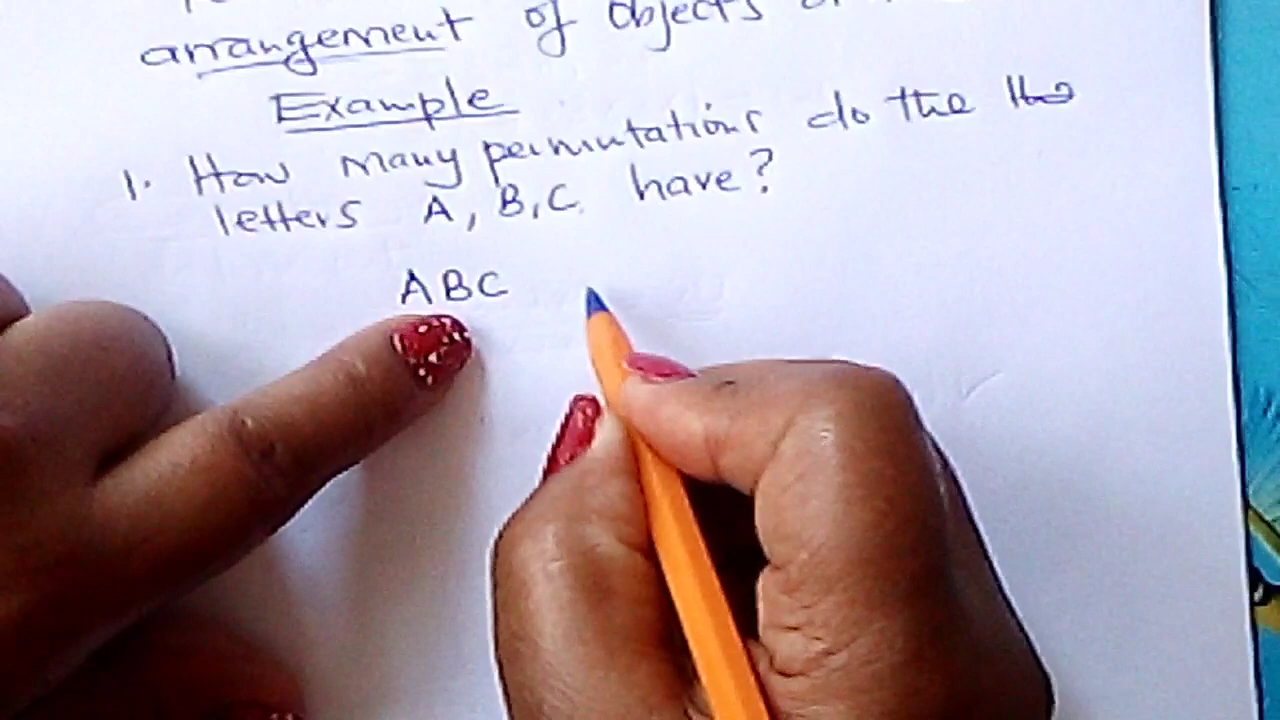 arrangement of objects
Example
1. How many permutations do the the
letters A, B, C have?
ABC